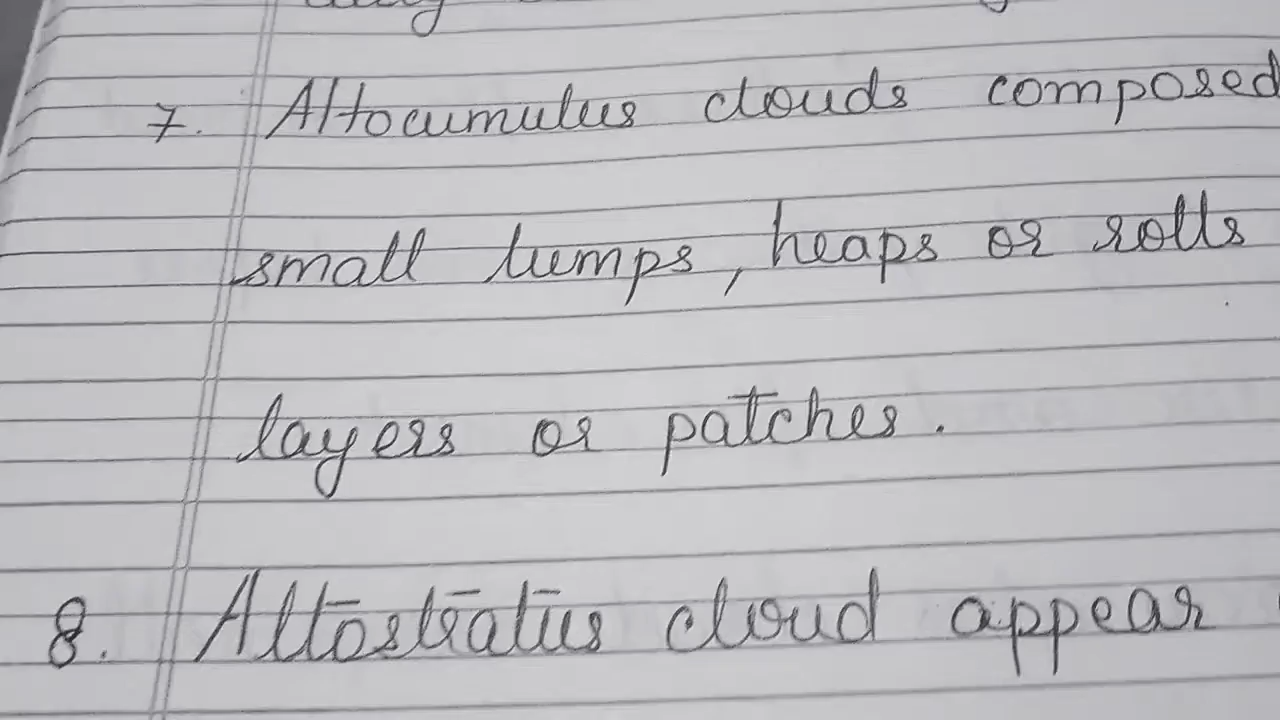 7. Altocumulus clouds composed
small lumps, heaps or rolls
layers or patches.
8. Altostratus cloud appear